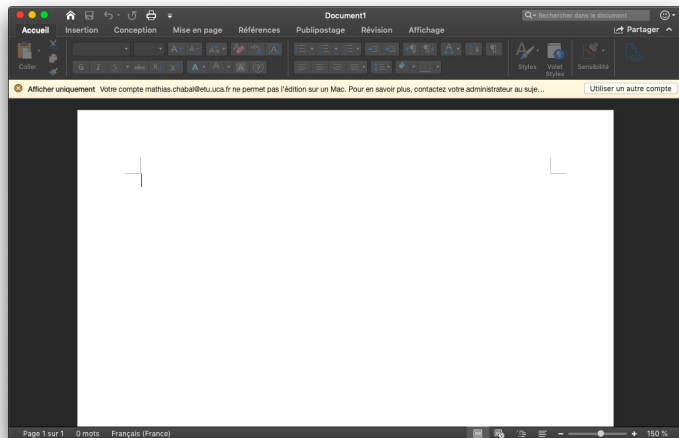 Document1
Rechercher dans le document
Accueil Insertion Conception Mise en page Références Publipostage Révision Affichage Partager
Coller
G I S abc X
Styles Volet Styles Sensibilité
Afficher uniquement Votre compte mathias.chabal@etu.uca.fr ne permet pas l'édition sur un Mac. Pour en savoir plus, contactez votre administrateur au suje... Utiliser un autre compte
Page 1 sur 1 0 mots Français (France) 150 %